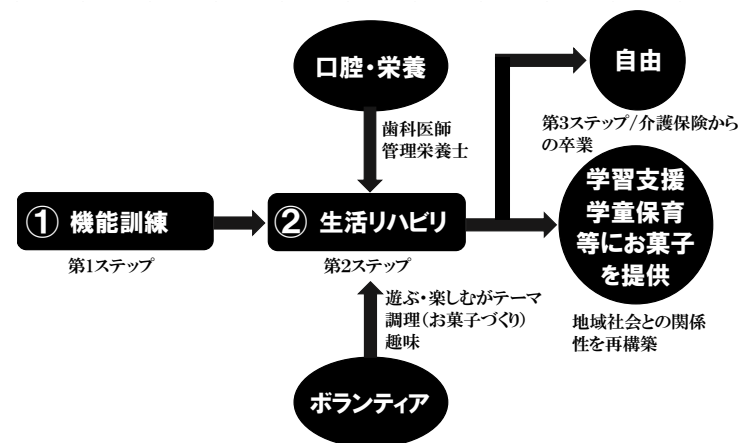 口腔・栄養
歯科医師
管理栄養士
自由
第3ステップ/介護保険から
の卒業
① 機能訓練
第1ステップ
② 生活リハビリ
第2ステップ
学習支援
学童保育
等にお菓子
を提供
地域社会との関係
性を再構築
遊ぶ・楽しむがテーマ
調理(お菓子づくり)
趣味
ボランティア